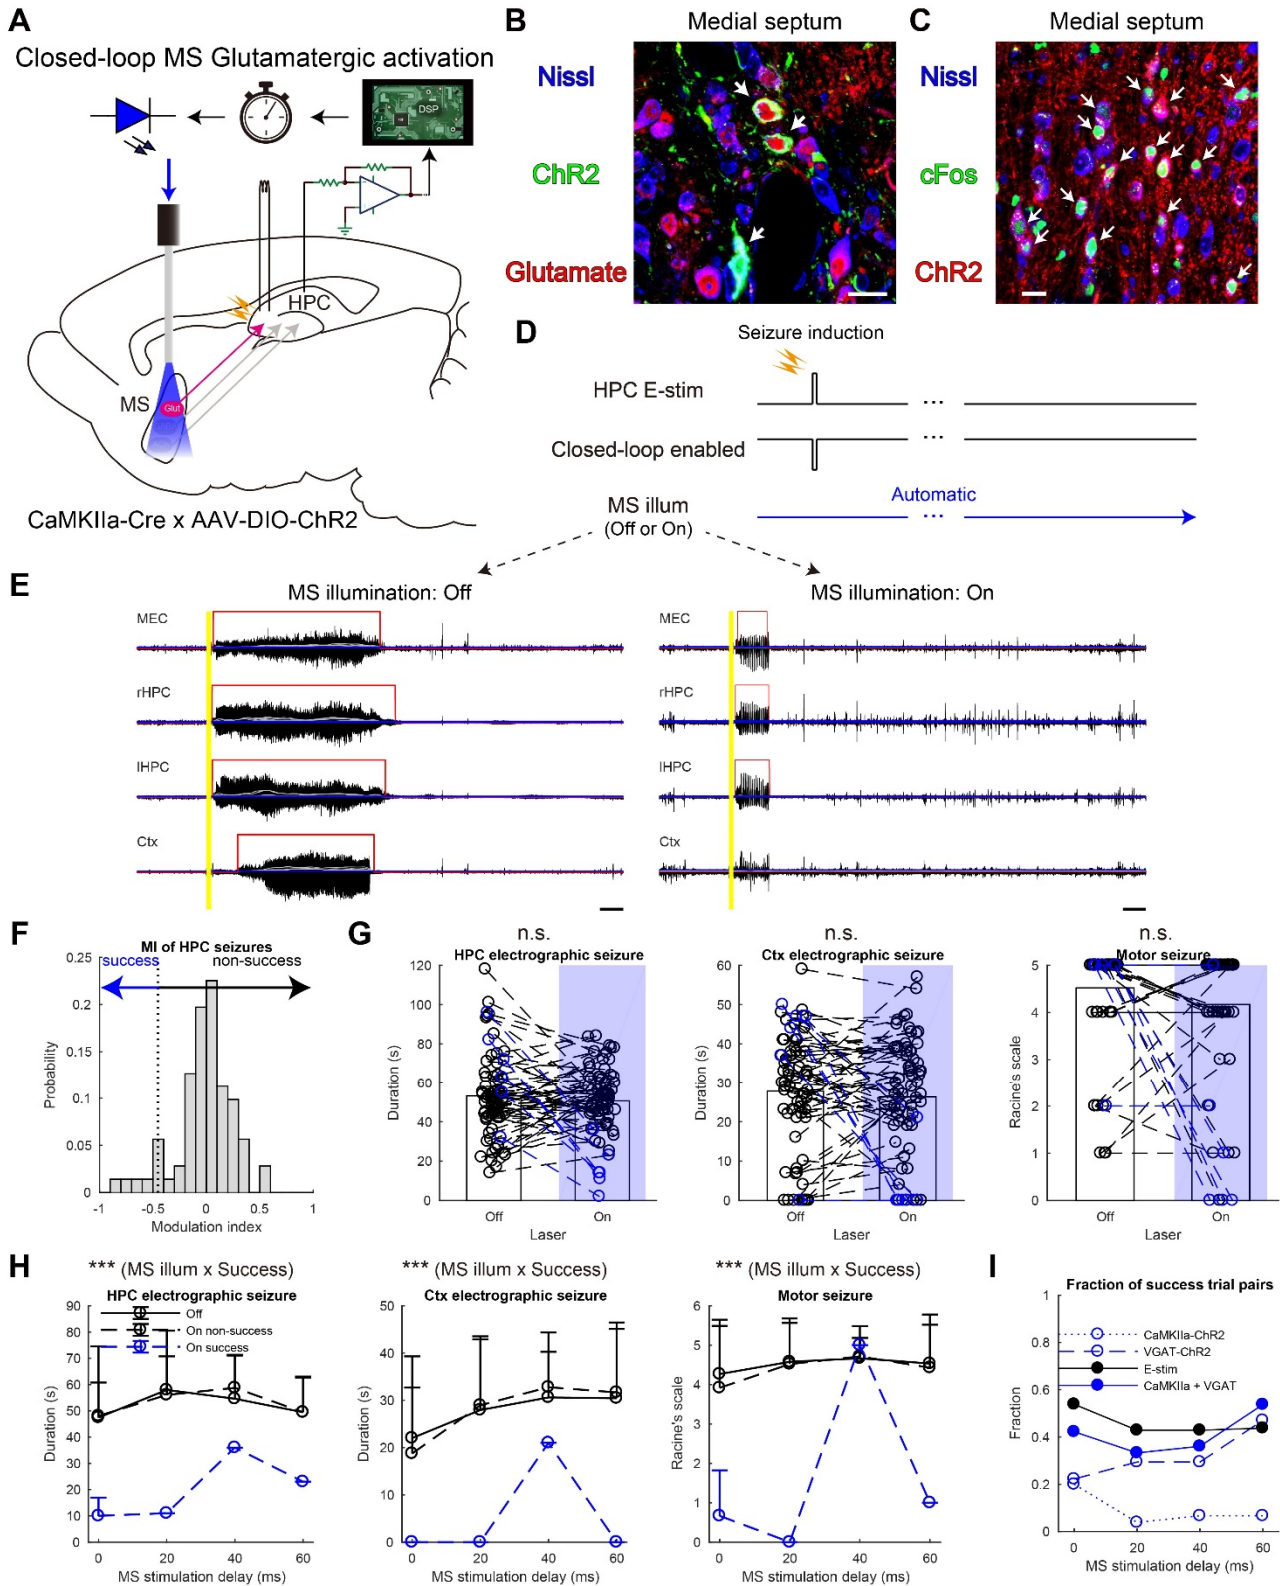 A
Closed-loop MS Glutamatergic activation
DSP
HPC
MS
Glut
CaMKIIa-Cre x AAV-DIO-ChR2
B
Medial septum
Nissl
ChR2
Glutamate
C
Medial septum
Nissl
cFos
ChR2
D
Seizure induction
HPC E-stim
...
Closed-loop enabled
...
MS illum
(Off or On)
Automatic
...
E
MS illumination: Off
MEC
rHPC
lHPC
Ctx
MS illumination: On
MEC
rHPC
lHPC
Ctx
F
MI of HPC seizures
success
non-success
Probability
0.25
0.2
0.15
0.1
0.05
0
-1
-0.5
0
0.5
1
Modulation index
G
n.s.
HPC electrographic seizure
Duration (s)
120
100
80
60
40
20
0
Off
On
Laser
n.s.
Ctx electrographic seizure
Duration (s)
60
50
40
30
20
10
0
Off
On
Laser
n.s.
Motor seizure
Racine's scale
5
4
3
2
1
0
Off
On
Laser
H
*** (MS illum x Success)
HPC electrographic seizure
Off
On non-success
On success
Duration (s)
90
80
70
60
50
40
30
20
10
0
0
20
40
60
MS stimulation delay (ms)
*** (MS illum x Success)
Ctx electrographic seizure
Duration (s)
50
40
30
20
10
0
0
20
40
60
MS stimulation delay (ms)
*** (MS illum x Success)
Motor seizure
Racine's scale
6
5
4
3
2
1
0
0
20
40
60
MS stimulation delay (ms)
I
Fraction of success trial pairs
CaMKIIa-ChR2
VGAT-ChR2
E-stim
CaMKIIa + VGAT
Fraction
1
0.8
0.6
0.4
0.2
0
0
20
40
60
MS stimulation delay (ms)